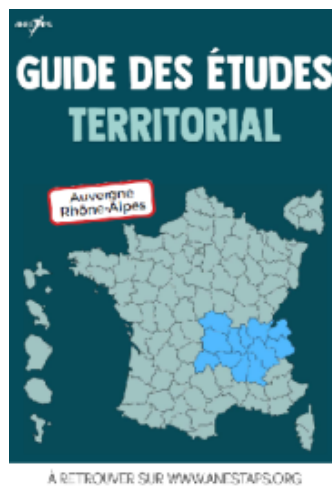 GUIDE DES ÉTUDES
TERRITORIAL
Auvergne
Rhône-Alpes
À RETROUVER SUR WWW.ANESTAPS.ORG